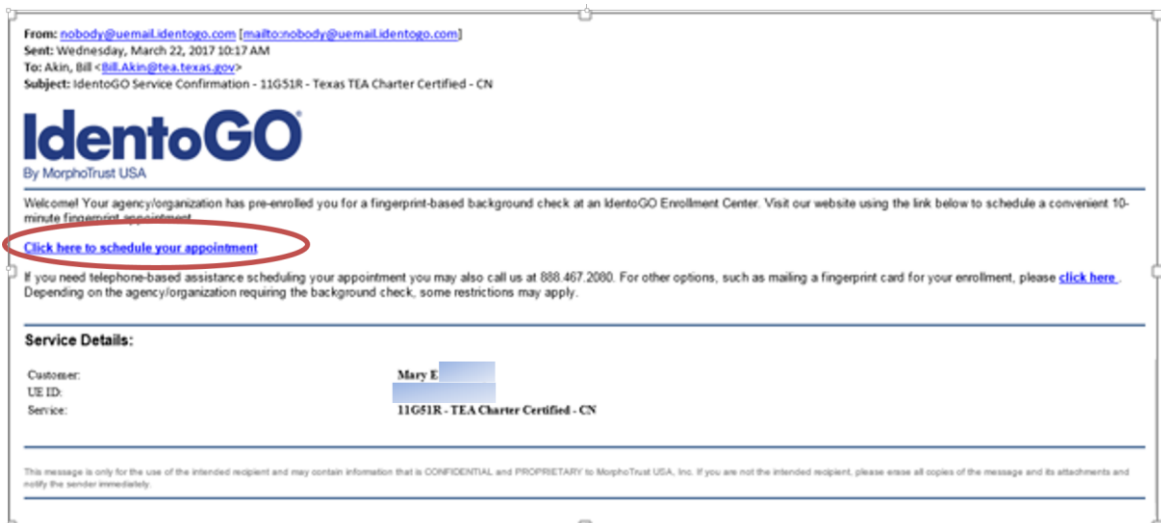 From: nobody@uemail.identogo.com [mailto:nobody@uemail.identogo.com]
Sent: Wednesday, March 22, 2017 10:17 AM
To: Akin, Bill <Bill.Akin@tea.texas.gov>
Subject: IdentoGO Service Confirmation - 11G51R - Texas TEA Charter Certified - CN
IdentoGO®
By MorphoTrust USA
Welcome! Your agency/organization has pre-enrolled you for a fingerprint-based background check at an IdentoGO Enrollment Center. Visit our website using the link below to schedule a convenient 10-
minute fingerprint appointment.
Click here to schedule your appointment
If you need telephone-based assistance scheduling your appointment you may also call us at 888.467.2080. For other options, such as mailing a fingerprint card for your enrollment, please click here .
Depending on the agency/organization requiring the background check, some restrictions may apply.
Service Details:
Customer: Mary E
UE ID:
Service: 11G51R - TEA Charter Certified - CN
This message is only for the use of the intended recipient and may contain information that is CONFIDENTIAL and PROPRIETARY to MorphoTrust USA, Inc. If you are not the intended recipient, please erase all copies of the message and its attachments and
notify the sender immediately.